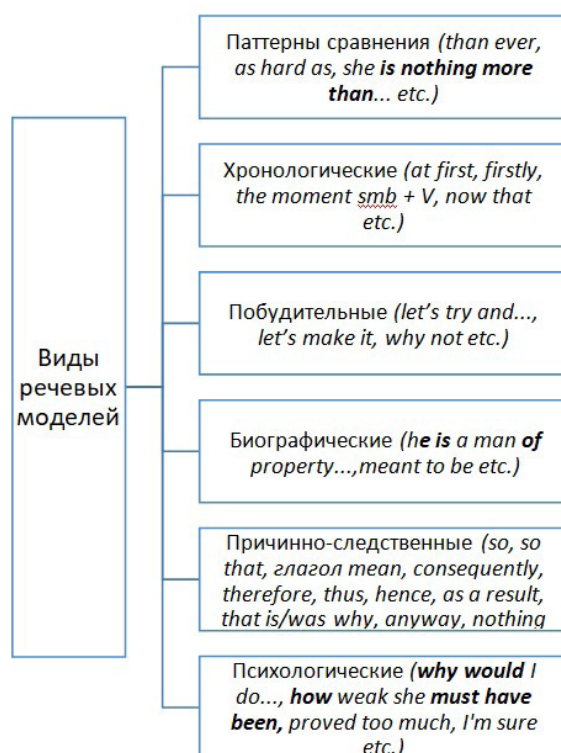 Паттерны сравнения (than ever,
as hard as, she is nothing more
than... etc.)
Хронологические (at first, firstly,
the moment smb + V, now that
etc.)
Побудительные (let’s try and...,
let’s make it, why not etc.)
Виды
речевых
моделей
Биографические (he is a man of
property...,meant to be etc.)
Причинно-следственные (so, so
that, глагол mean, consequently,
therefore, thus, hence, as a result,
that is/was why, anyway, nothing
Психологические (why would I
do..., how weak she must have
been, proved too much, I'm sure
etc.)